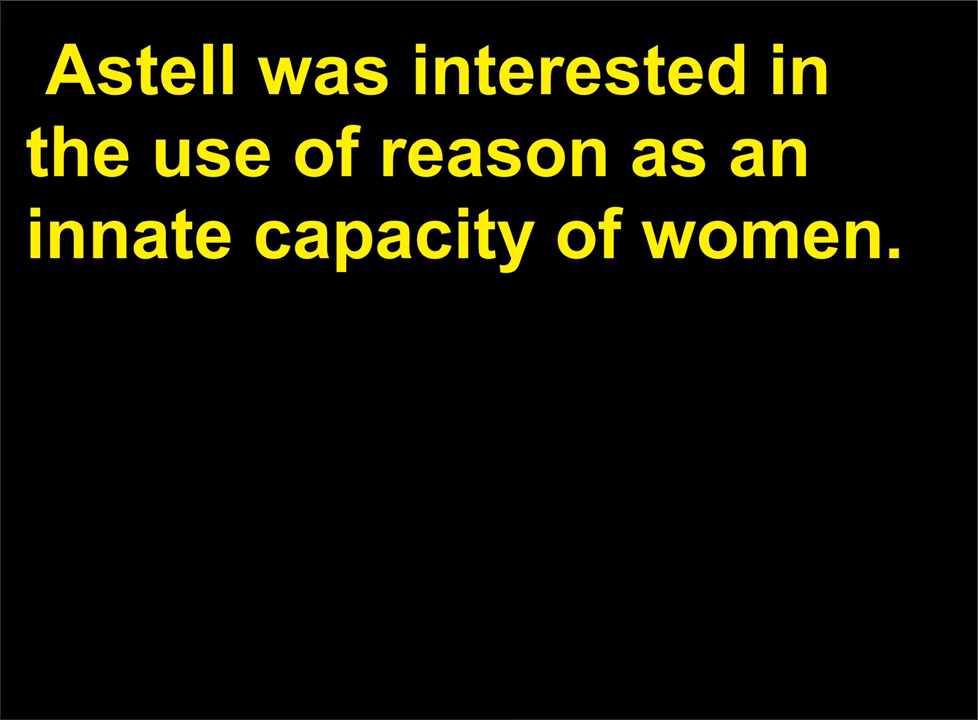 Astell was interested in
the use of reason as an
innate capacity of women.